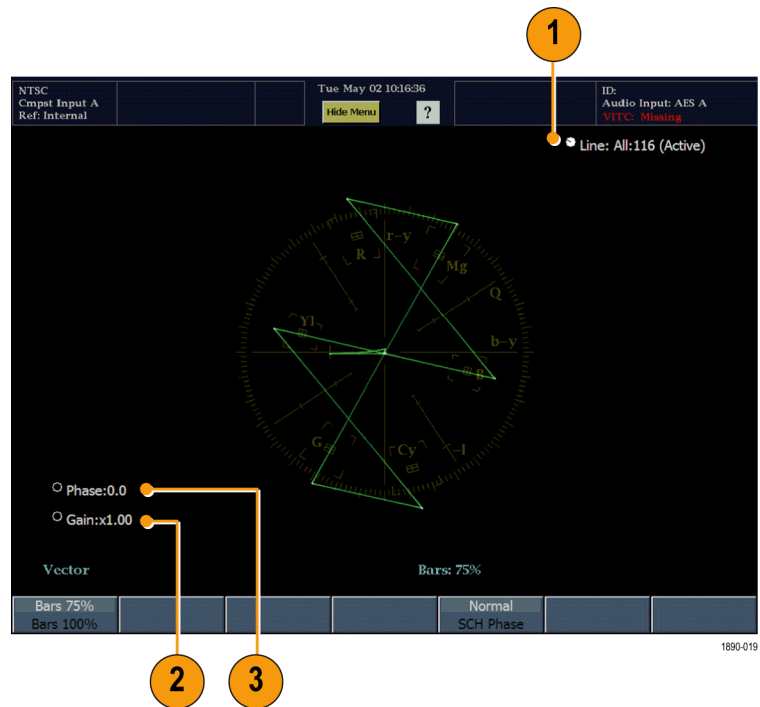 1
NTSC
Cmpst Input A
Ref: Internal
Tue May 02 10:16:36
Hide Menu
?
ID:
Audio Input: AES A
VITC: Missing
Line: All:116 (Active)
r-y
R
Mg
Q
Yl
b-y
B
G
Cy
-I
Phase:0.0
Gain:x1.00
Vector
Bars: 75%
Bars 75%
Bars 100%
Normal
SCH Phase
1890-019
2
3